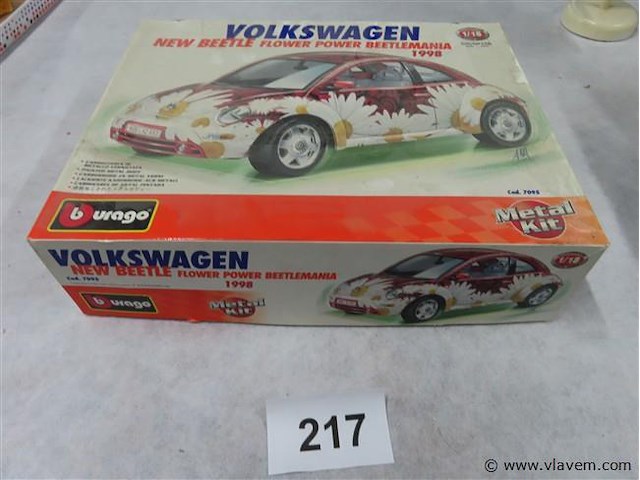 VOLKSWAGEN
NEW BEETLE FLOWER POWER BEETLEMANIA
1998
1/18
Burago
Cod. 7095
Metal
Kit
VOLKSWAGEN
NEW BEETLE FLOWER POWER BEETLEMANIA
1998
Cod. 7095
1/18
Burago
Metal
Kit
217
© www.vlavem.com